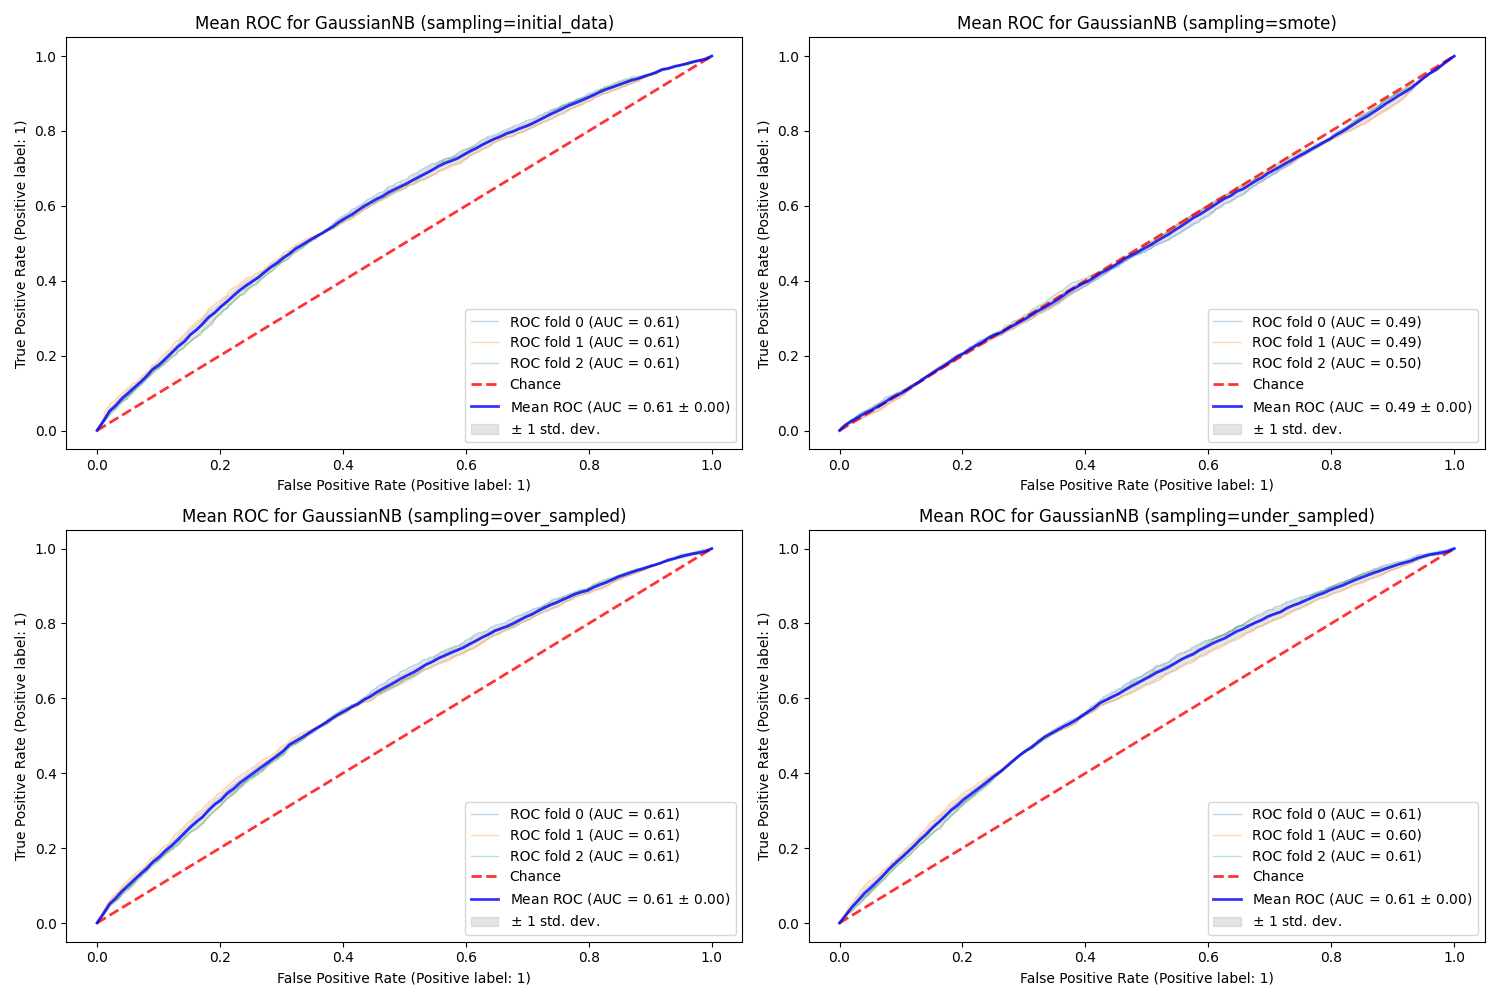 Mean ROC for GaussianNB (sampling=initial_data)
True Positive Rate (Positive label: 1)
1.0
0.8
0.6
0.4
0.2
0.0
ROC fold 0 (AUC = 0.61)
ROC fold 1 (AUC = 0.61)
ROC fold 2 (AUC = 0.61)
Chance
Mean ROC (AUC = 0.61 ± 0.00)
± 1 std. dev.
0.0 0.2 0.4 0.6 0.8 1.0
False Positive Rate (Positive label: 1)
Mean ROC for GaussianNB (sampling=smote)
True Positive Rate (Positive label: 1)
1.0
0.8
0.6
0.4
0.2
0.0
ROC fold 0 (AUC = 0.49)
ROC fold 1 (AUC = 0.49)
ROC fold 2 (AUC = 0.50)
Chance
Mean ROC (AUC = 0.49 ± 0.00)
± 1 std. dev.
0.0 0.2 0.4 0.6 0.8 1.0
False Positive Rate (Positive label: 1)
Mean ROC for GaussianNB (sampling=over_sampled)
True Positive Rate (Positive label: 1)
1.0
0.8
0.6
0.4
0.2
0.0
ROC fold 0 (AUC = 0.61)
ROC fold 1 (AUC = 0.61)
ROC fold 2 (AUC = 0.61)
Chance
Mean ROC (AUC = 0.61 ± 0.00)
± 1 std. dev.
0.0 0.2 0.4 0.6 0.8 1.0
False Positive Rate (Positive label: 1)
Mean ROC for GaussianNB (sampling=under_sampled)
True Positive Rate (Positive label: 1)
1.0
0.8
0.6
0.4
0.2
0.0
ROC fold 0 (AUC = 0.61)
ROC fold 1 (AUC = 0.60)
ROC fold 2 (AUC = 0.61)
Chance
Mean ROC (AUC = 0.61 ± 0.00)
± 1 std. dev.
0.0 0.2 0.4 0.6 0.8 1.0
False Positive Rate (Positive label: 1)